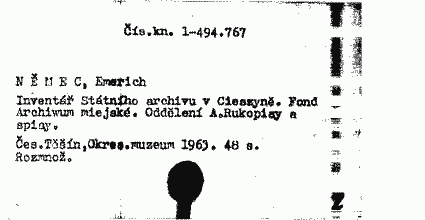 Čís.kn. 1-494.767
N Ě M E C, Emerich
Inventář Státního archivu v Cieszyně. Fond
Archiwum miejské. Oddělení A.Rukopisy a
spisy.
Čes.Těšín,Okres.muzeum 1963. 48 s.
Rozmnož.
Z